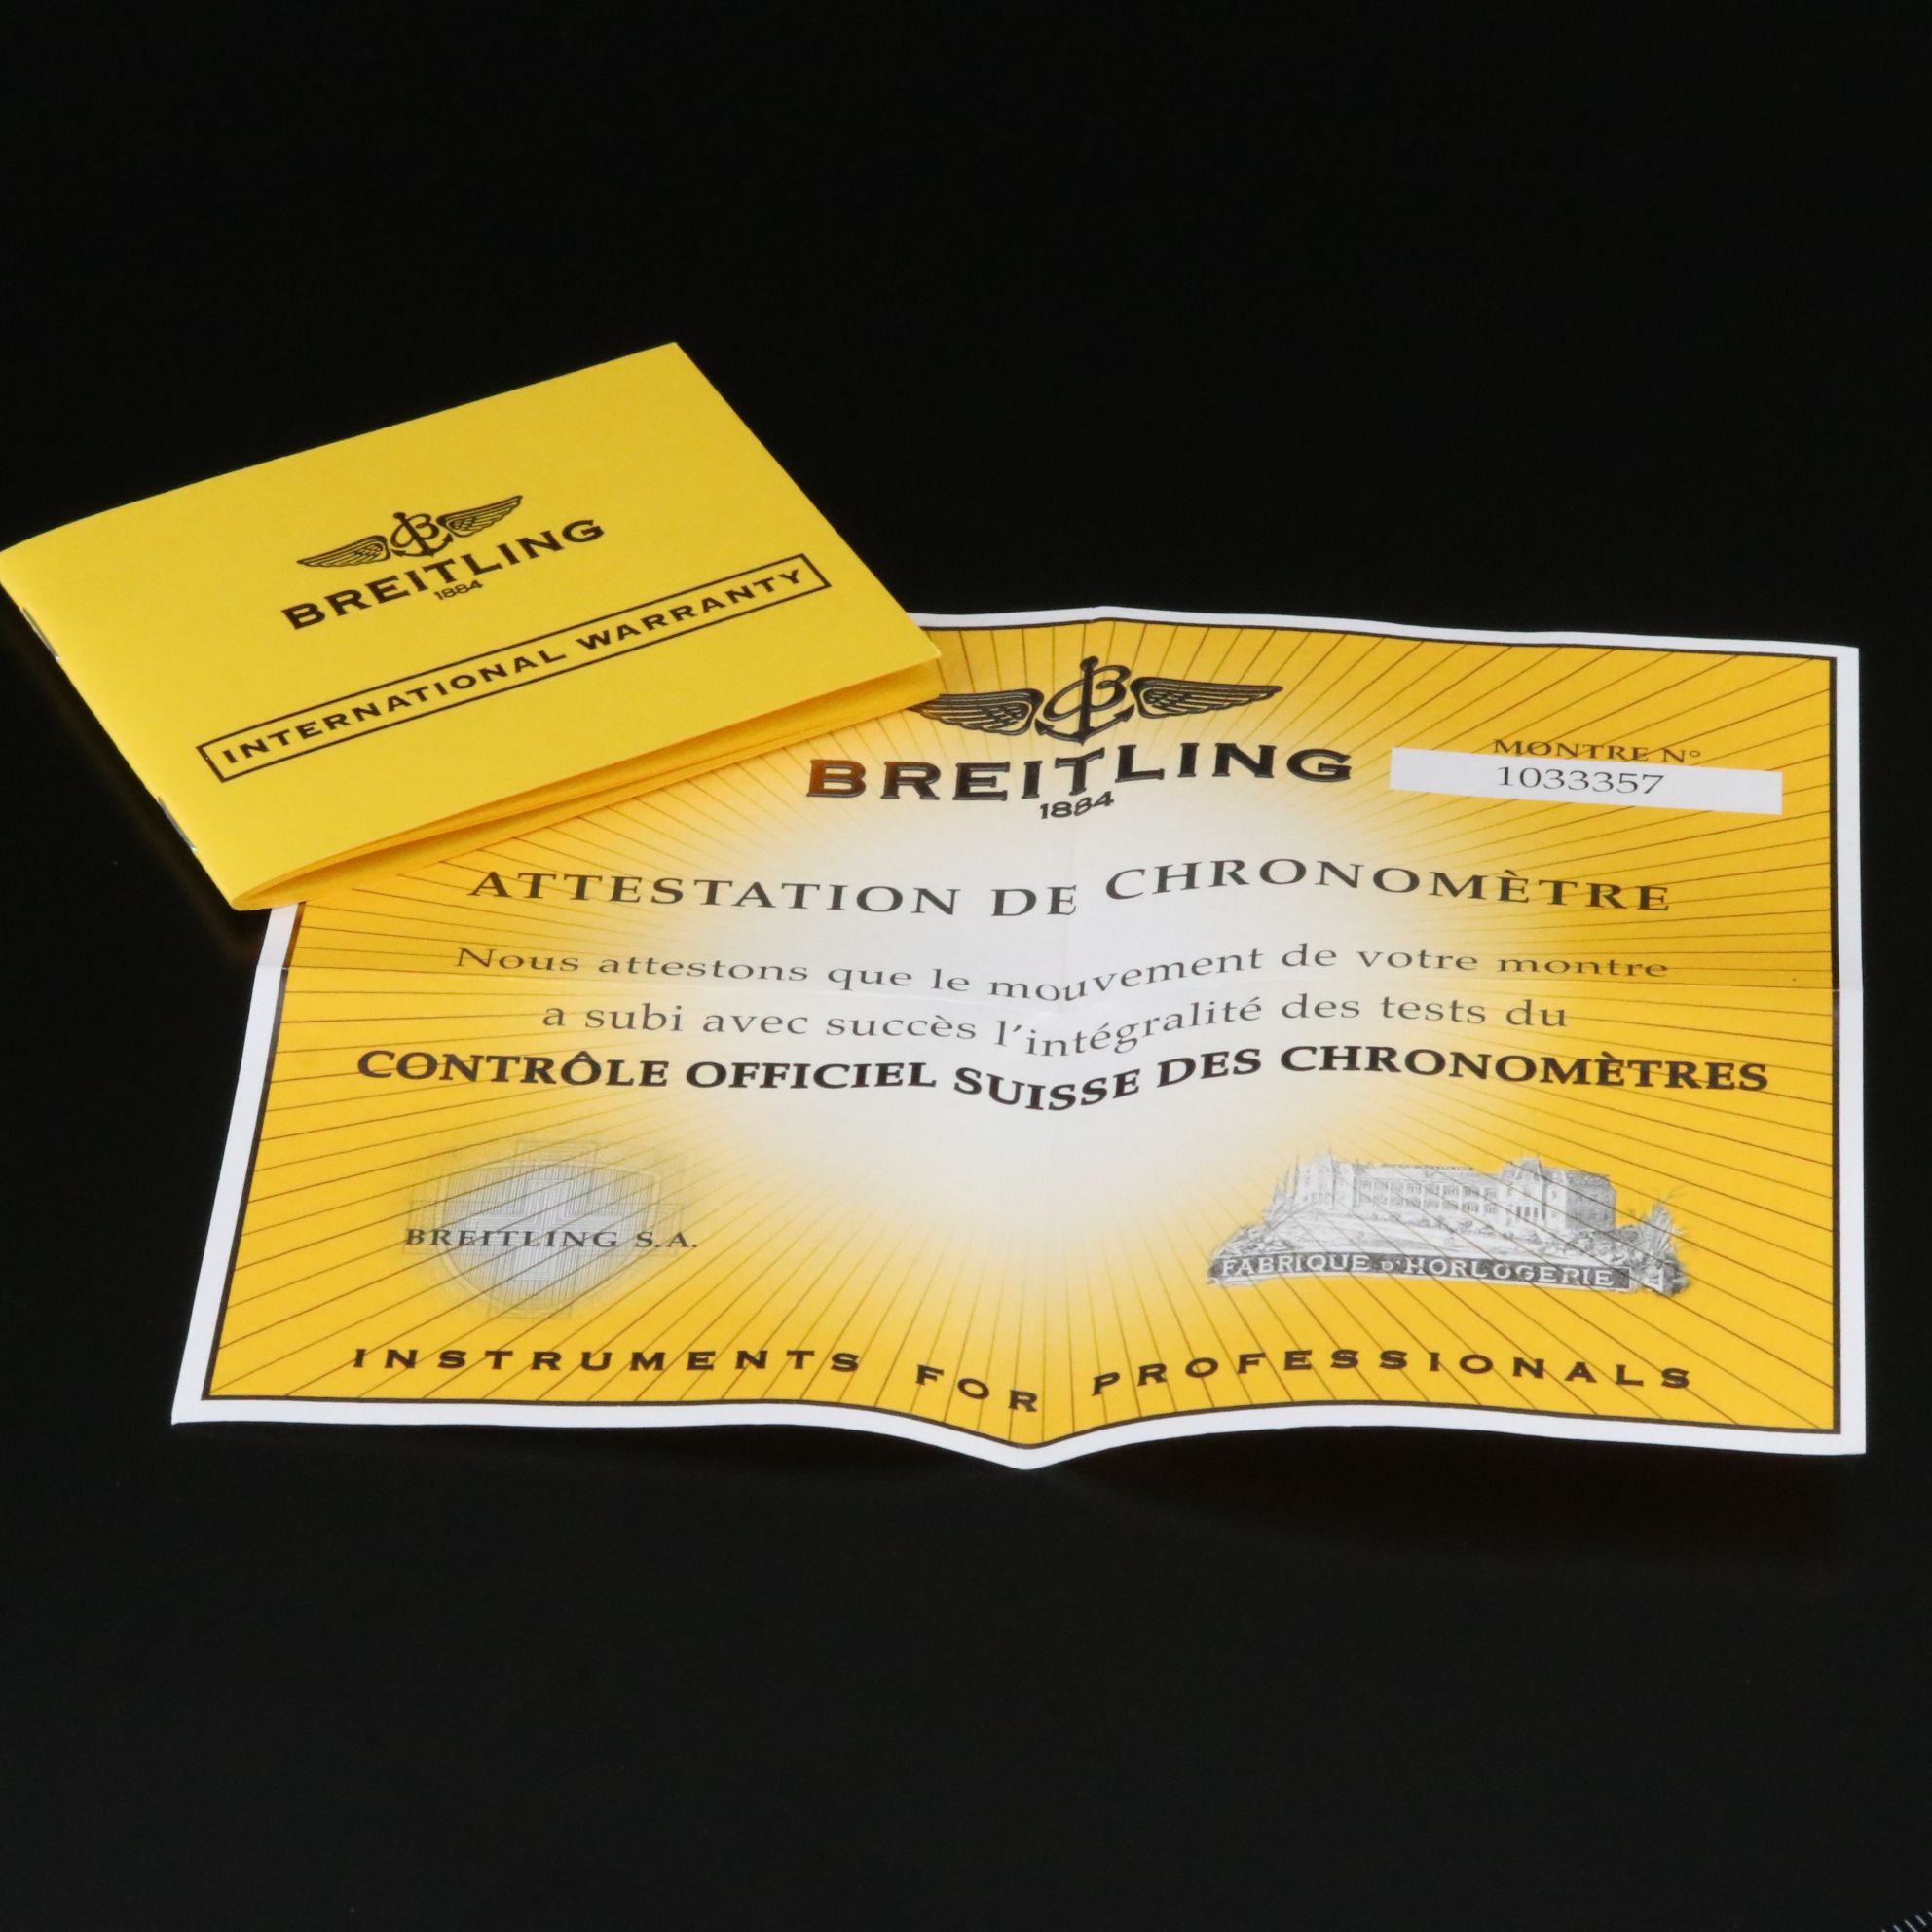 BREITLING
1884
INTERNATIONAL WARRANTY
BREITLING
1884
MONTRE N°
1033357
ATTESTATION DE CHRONOMÈTRE
Nous attestons que le mouvement de votre montre
a subi avec succès l'intégralité des tests du
CONTRÔLE OFFICIEL SUISSE DES CHRONOMÈTRES
BREITLING S.A.
FABRIQUE D'HORLOGERIE
INSTRUMENTS FOR PROFESSIONALS